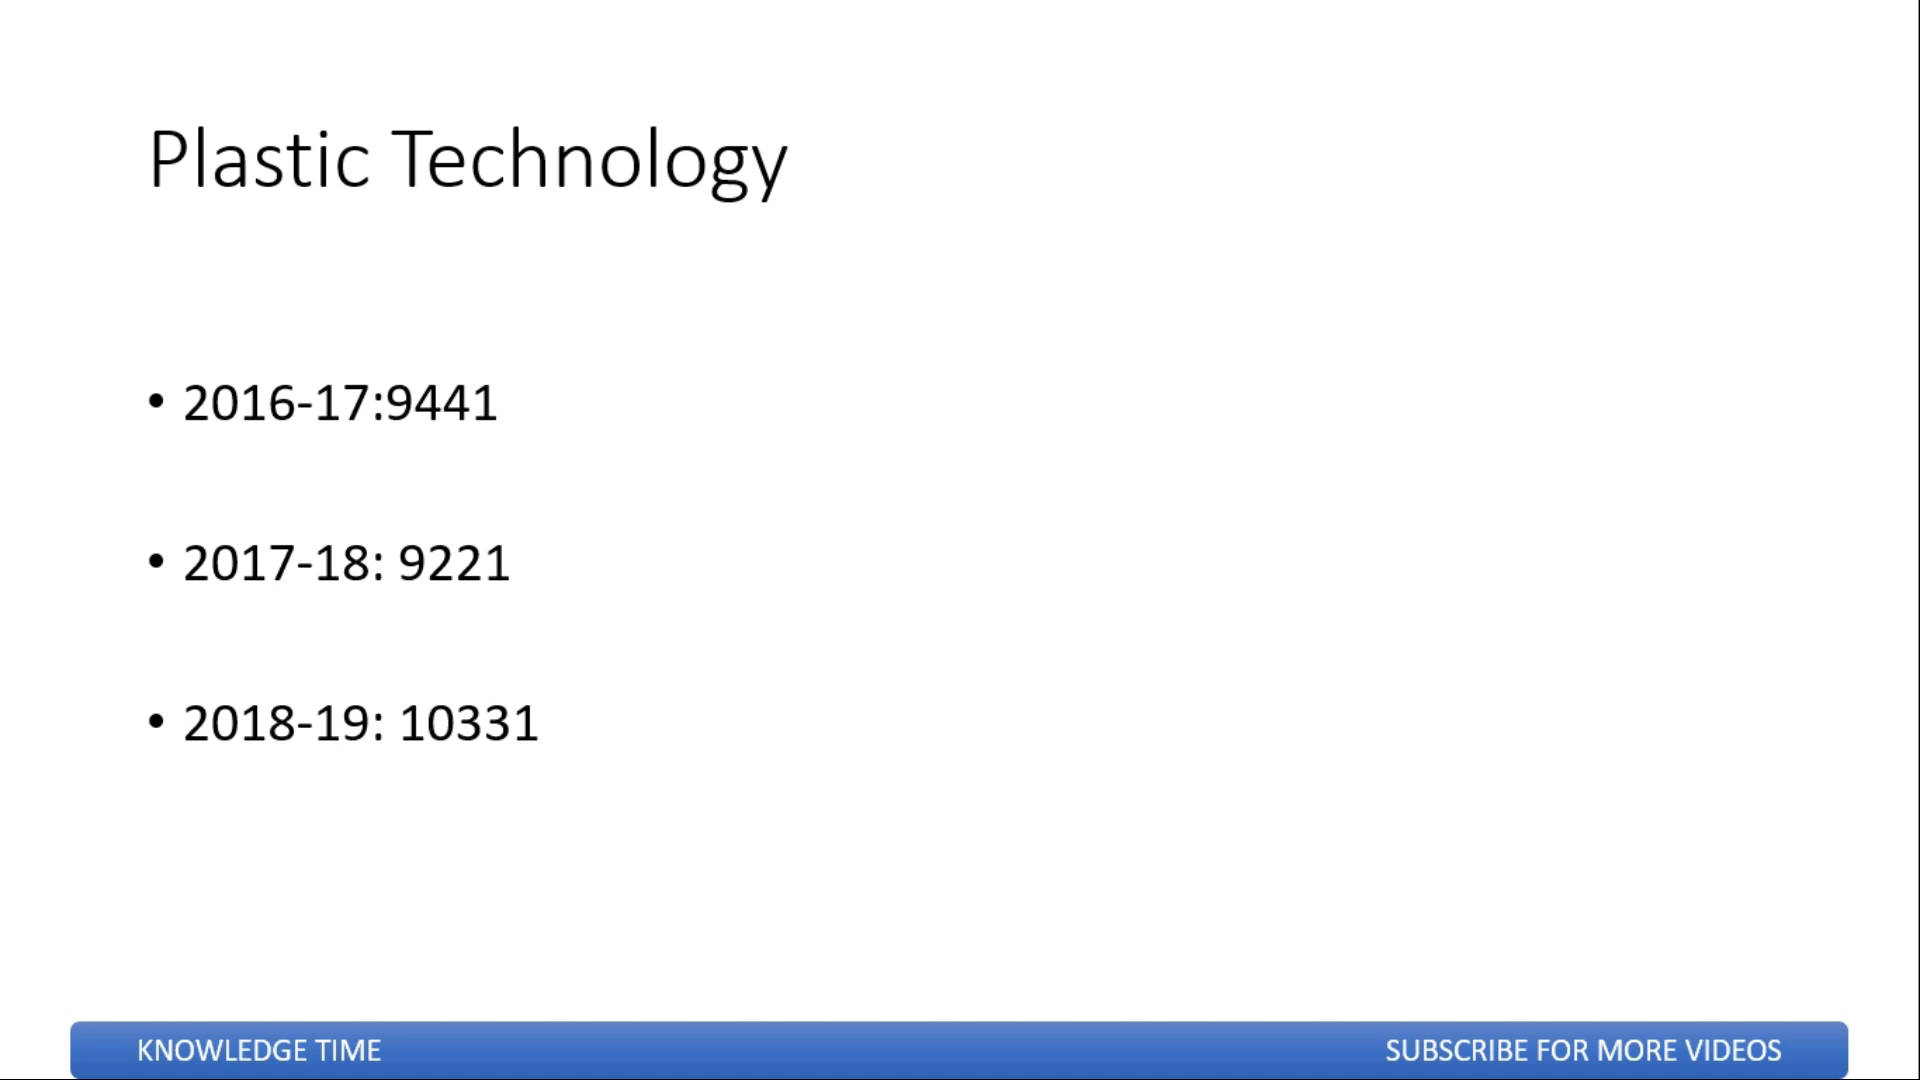 Plastic Technology
• 2016-17:9441
• 2017-18: 9221
• 2018-19: 10331
KNOWLEDGE TIME
SUBSCRIBE FOR MORE VIDEOS